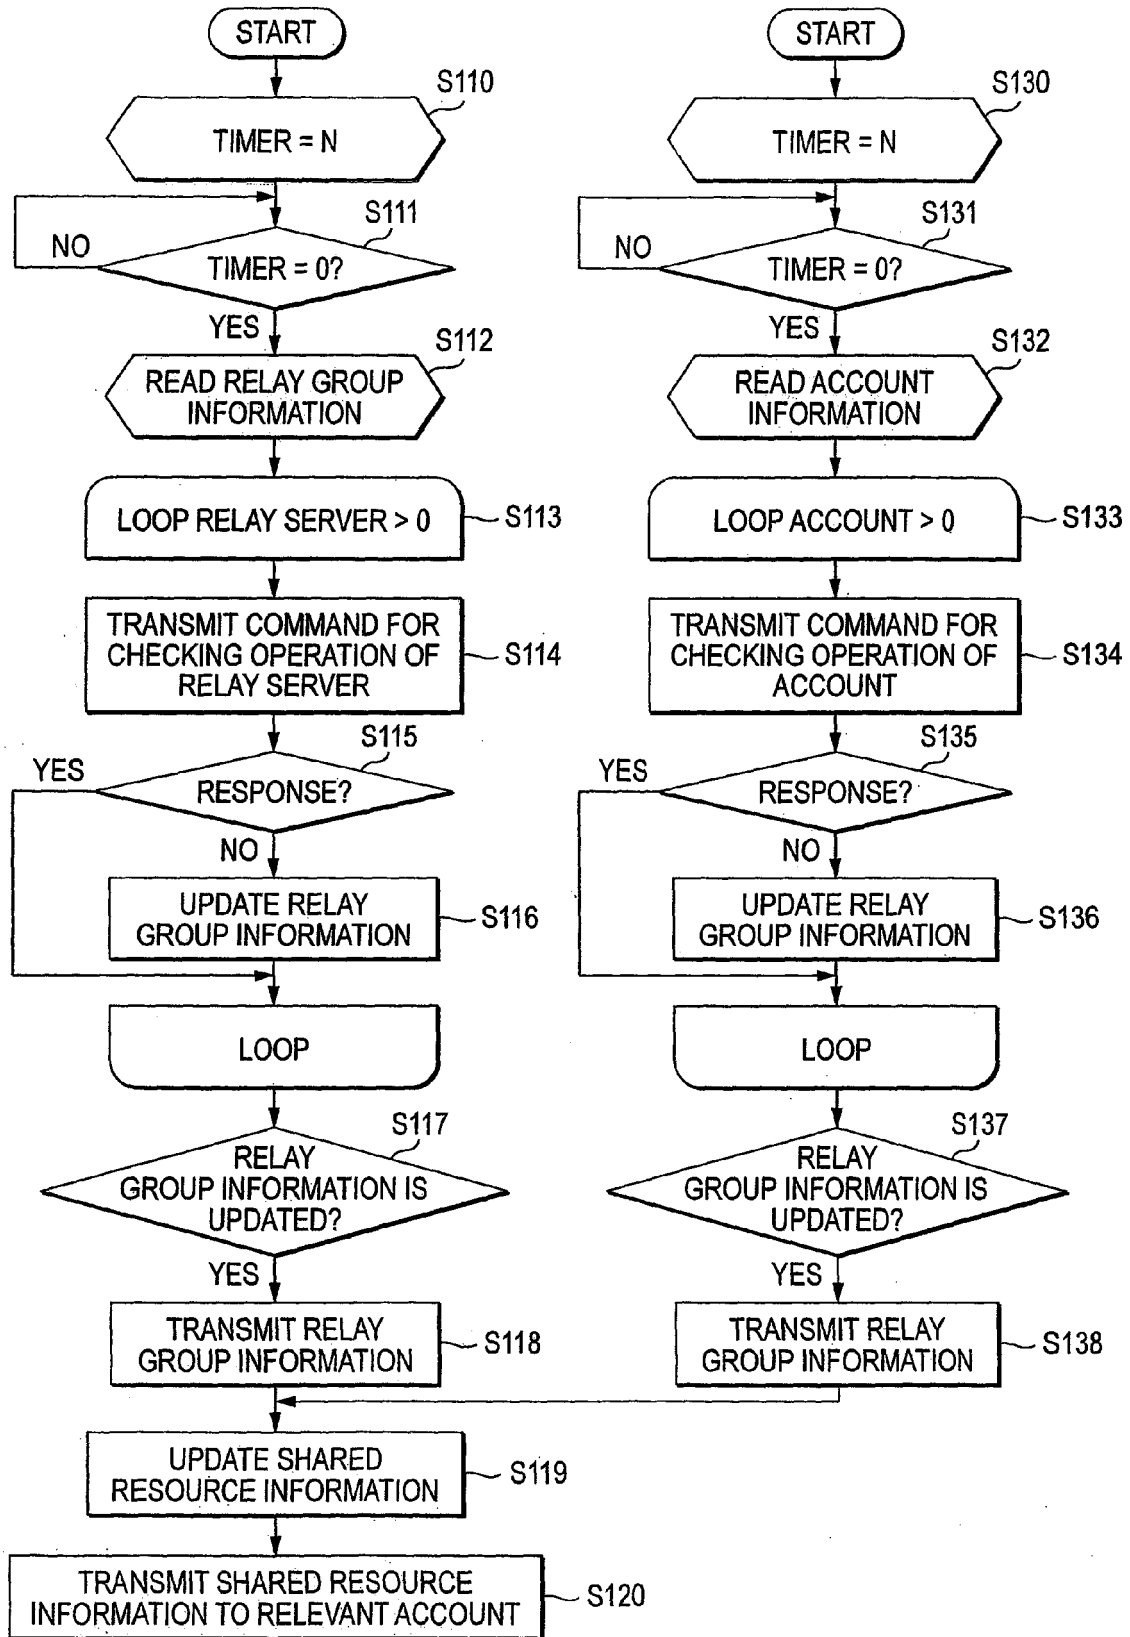 START
S110
TIMER = N
S111
NO
TIMER = 0?
YES
S112
READ RELAY GROUP
INFORMATION
LOOP RELAY SERVER > 0
S113
TRANSMIT COMMAND FOR
CHECKING OPERATION OF
RELAY SERVER
S114
S115
YES
RESPONSE?
NO
UPDATE RELAY
GROUP INFORMATION
S116
LOOP
S117
RELAY
GROUP INFORMATION IS
UPDATED?
YES
TRANSMIT RELAY
GROUP INFORMATION
S118
UPDATE SHARED
RESOURCE INFORMATION
S119
TRANSMIT SHARED RESOURCE
INFORMATION TO RELEVANT ACCOUNT
S120
START
S130
TIMER = N
S131
NO
TIMER = 0?
YES
S132
READ ACCOUNT
INFORMATION
LOOP ACCOUNT > 0
S133
TRANSMIT COMMAND FOR
CHECKING OPERATION OF
ACCOUNT
S134
S135
YES
RESPONSE?
NO
UPDATE RELAY
GROUP INFORMATION
S136
LOOP
S137
RELAY
GROUP INFORMATION IS
UPDATED?
YES
TRANSMIT RELAY
GROUP INFORMATION
S138